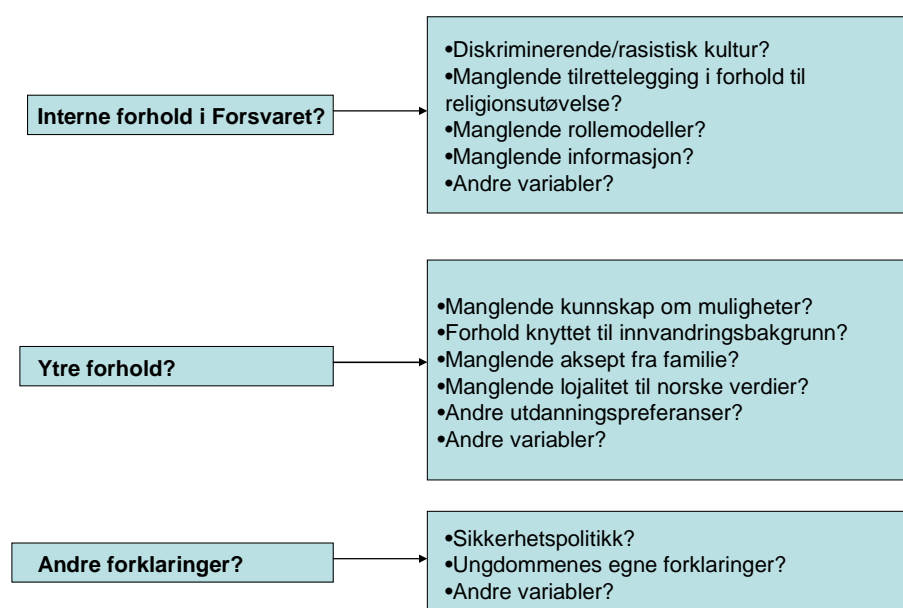 Interne forhold i Forsvaret?
•Diskriminerende/rasistisk kultur?
•Manglende tilrettelegging i forhold til
religionsutøvelse?
•Manglende rollemodeller?
•Manglende informasjon?
•Andre variabler?
Ytre forhold?
•Manglende kunnskap om muligheter?
•Forhold knyttet til innvandringsbakgrunn?
•Manglende aksept fra familie?
•Manglende lojalitet til norske verdier?
•Andre utdanningspreferanser?
•Andre variabler?
Andre forklaringer?
•Sikkerhetspolitikk?
•Ungdommenes egne forklaringer?
•Andre variabler?